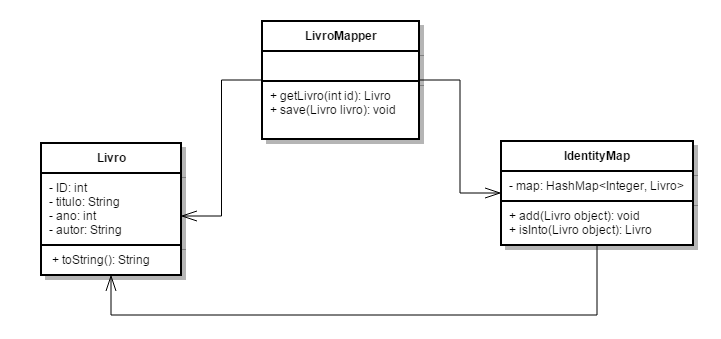 LivroMapper
+ getLivro(int id): Livro
+ save(Livro livro): void
Livro
- ID: int
- titulo: String
- ano: int
- autor: String
+ toString(): String
IdentityMap
- map: HashMap<Integer, Livro>
+ add(Livro object): void
+ isInto(Livro object): Livro